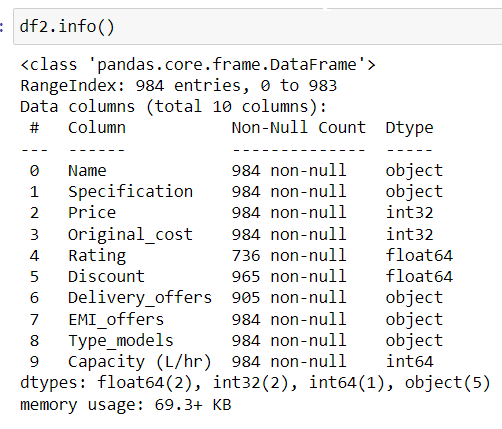 : df2.info()
<class 'pandas.core.frame.DataFrame'>
RangeIndex: 984 entries, 0 to 983
Data columns (total 10 columns):
 #   Column          Non-Null Count  Dtype
---  ------          --------------  -----
 0   Name            984 non-null    object
 1   Specification   984 non-null    object
 2   Price           984 non-null    int32
 3   Original_cost   984 non-null    int32
 4   Rating          736 non-null    float64
 5   Discount        965 non-null    float64
 6   Delivery_offers 905 non-null    object
 7   EMI_offers      984 non-null    object
 8   Type_models     984 non-null    object
 9   Capacity (L/hr) 984 non-null    int64
dtypes: float64(2), int32(2), int64(1), object(5)
memory usage: 69.3+ KB